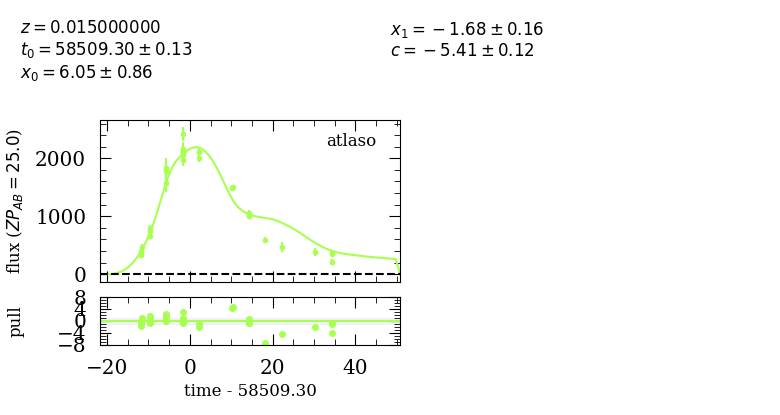 z = 0.015000000
t₀ = 58509.30 ± 0.13
x₀ = 6.05 ± 0.86
x₁ = −1.68 ± 0.16
c = −5.41 ± 0.12
atlaso
flux (ZP_AB = 25.0)
2000
1000
0
pull
8
4
0
−4
−8
−20 0 20 40
time - 58509.30